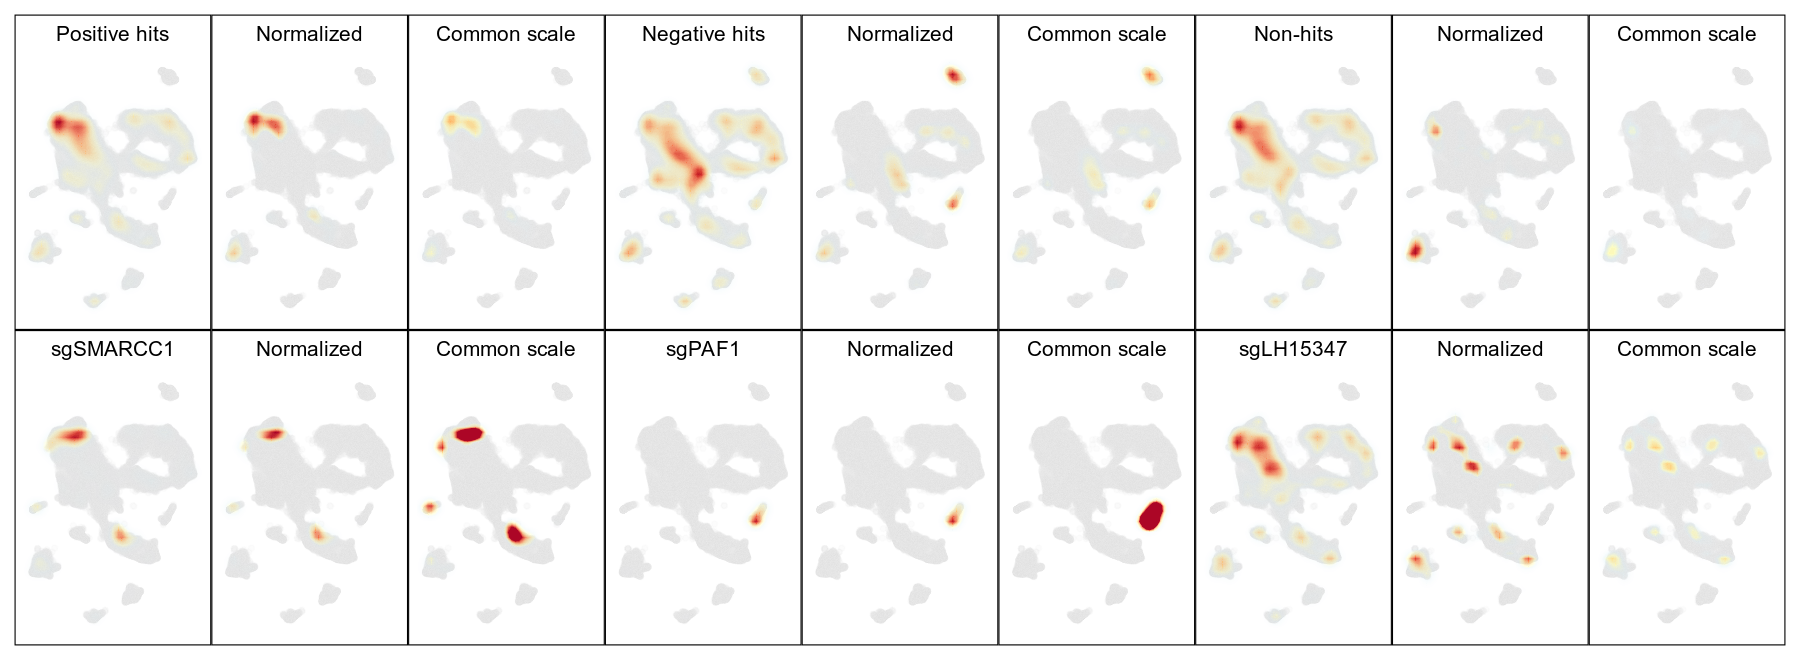 Positive hits
Normalized
Common scale
Negative hits
Normalized
Common scale
Non-hits
Normalized
Common scale
sgSMARCC1
Normalized
Common scale
sgPAF1
Normalized
Common scale
sgLH15347
Normalized
Common scale